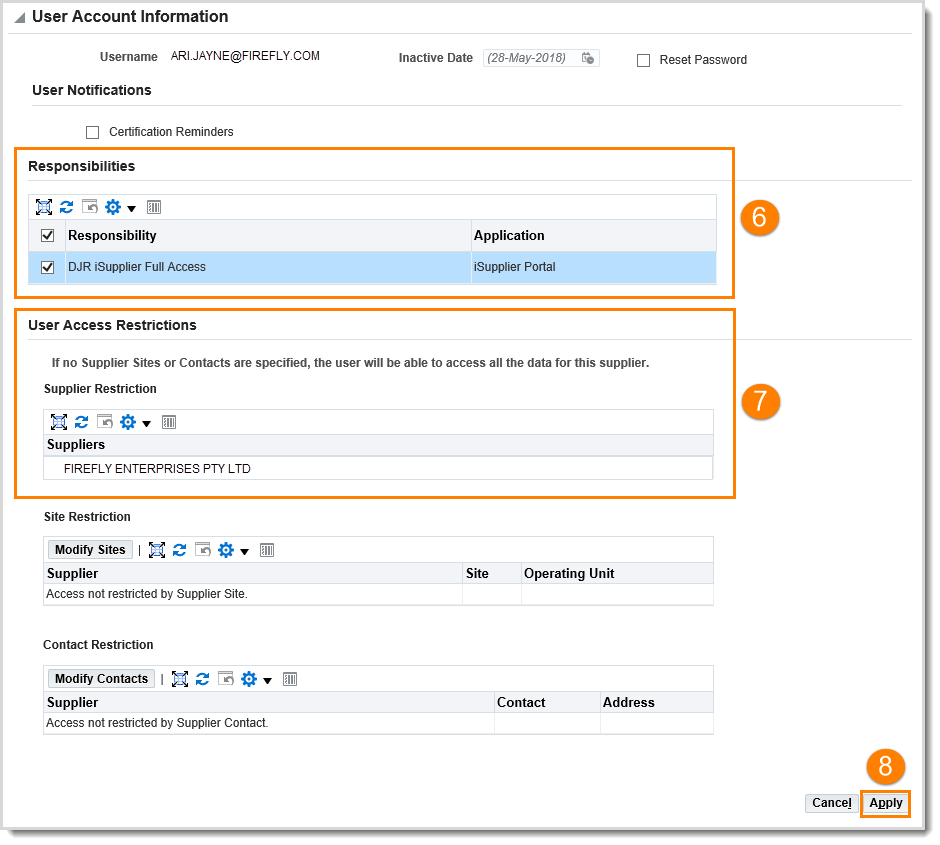 User Account Information
Username ARI.JAYNE@FIREFLY.COM Inactive Date (28-May-2018) Reset Password
User Notifications
Certification Reminders
Responsibilities
6
Responsibility Application
DJR iSupplier Full Access iSupplier Portal
User Access Restrictions
If no Supplier Sites or Contacts are specified, the user will be able to access all the data for this supplier.
Supplier Restriction
7
Suppliers
FIREFLY ENTERPRISES PTY LTD
Site Restriction
Modify Sites |
Supplier Site Operating Unit
Access not restricted by Supplier Site.
Contact Restriction
Modify Contacts |
Supplier Contact Address
Access not restricted by Supplier Contact.
8
Cancel Apply